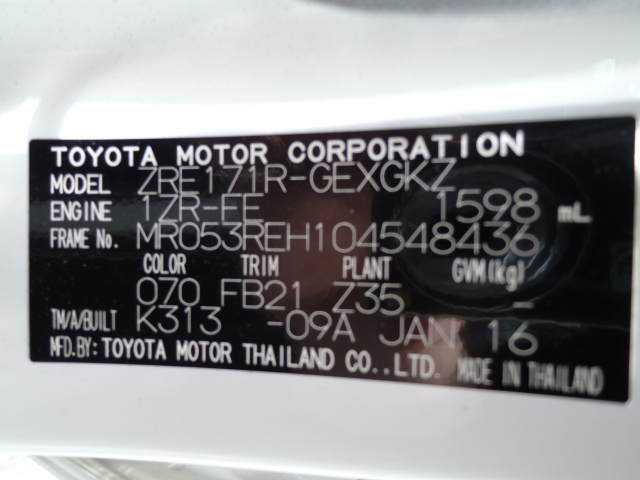 TOYOTA MOTOR CORPORATION
MODEL ZRE171R-GEXGKZ
ENGINE 1ZR-FE 1598 mL
FRAME No. MR053REH104548436
COLOR TRIM PLANT GVM(kg)
070 FB21 Z35 -
TM/A/BUILT K313 -09A JAN 16
MFD.BY: TOYOTA MOTOR THAILAND CO.,LTD. MADE IN THAILAND